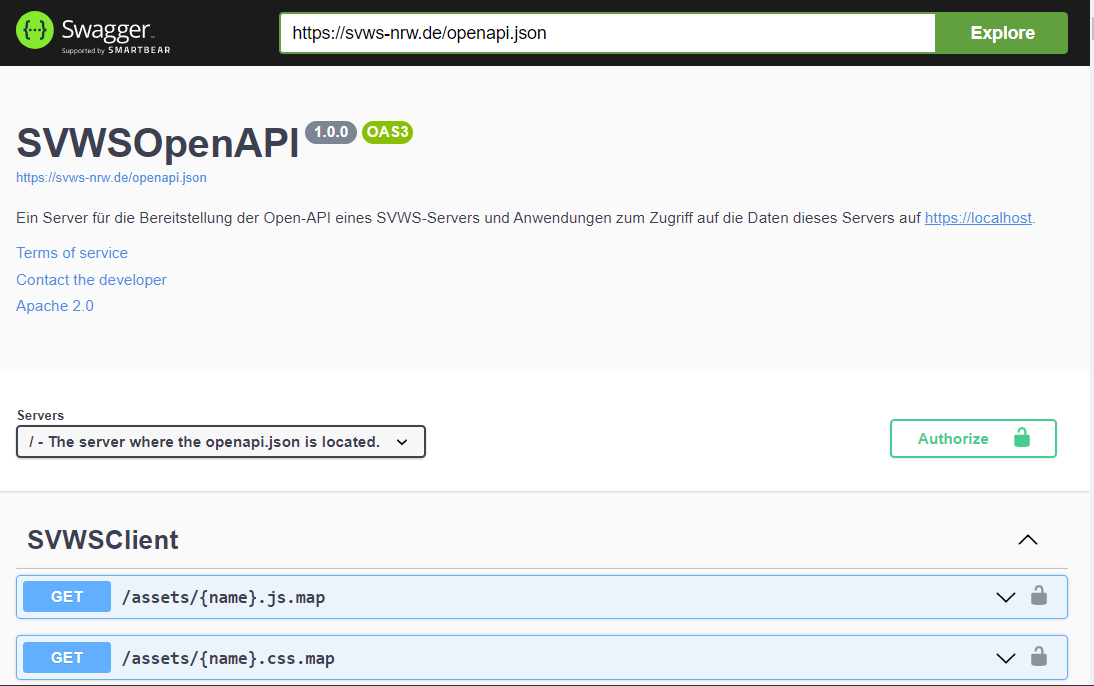 Swagger
Supported by SMARTBEAR
https://svws-nrw.de/openapi.json
Explore
SVWSOpenAPI 1.0.0 OAS3
https://svws-nrw.de/openapi.json
Ein Server für die Bereitstellung der Open-API eines SVWS-Servers und Anwendungen zum Zugriff auf die Daten dieses Servers auf https://localhost.
Terms of service
Contact the developer
Apache 2.0
Servers
/ - The server where the openapi.json is located.
Authorize
SVWSClient
GET /assets/{name}.js.map
GET /assets/{name}.css.map